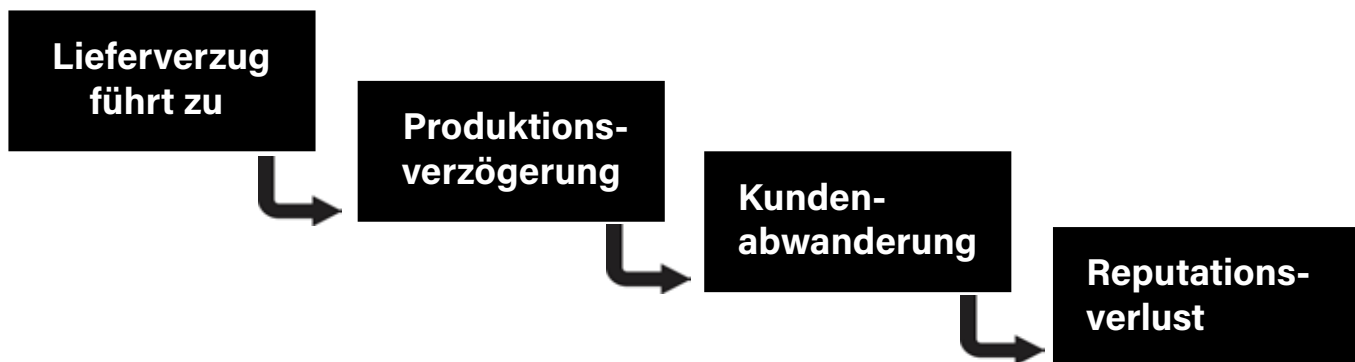 Lieferverzug
führt zu
Produktions-
verzögerung
Kunden-
abwanderung
Reputations-
verlust